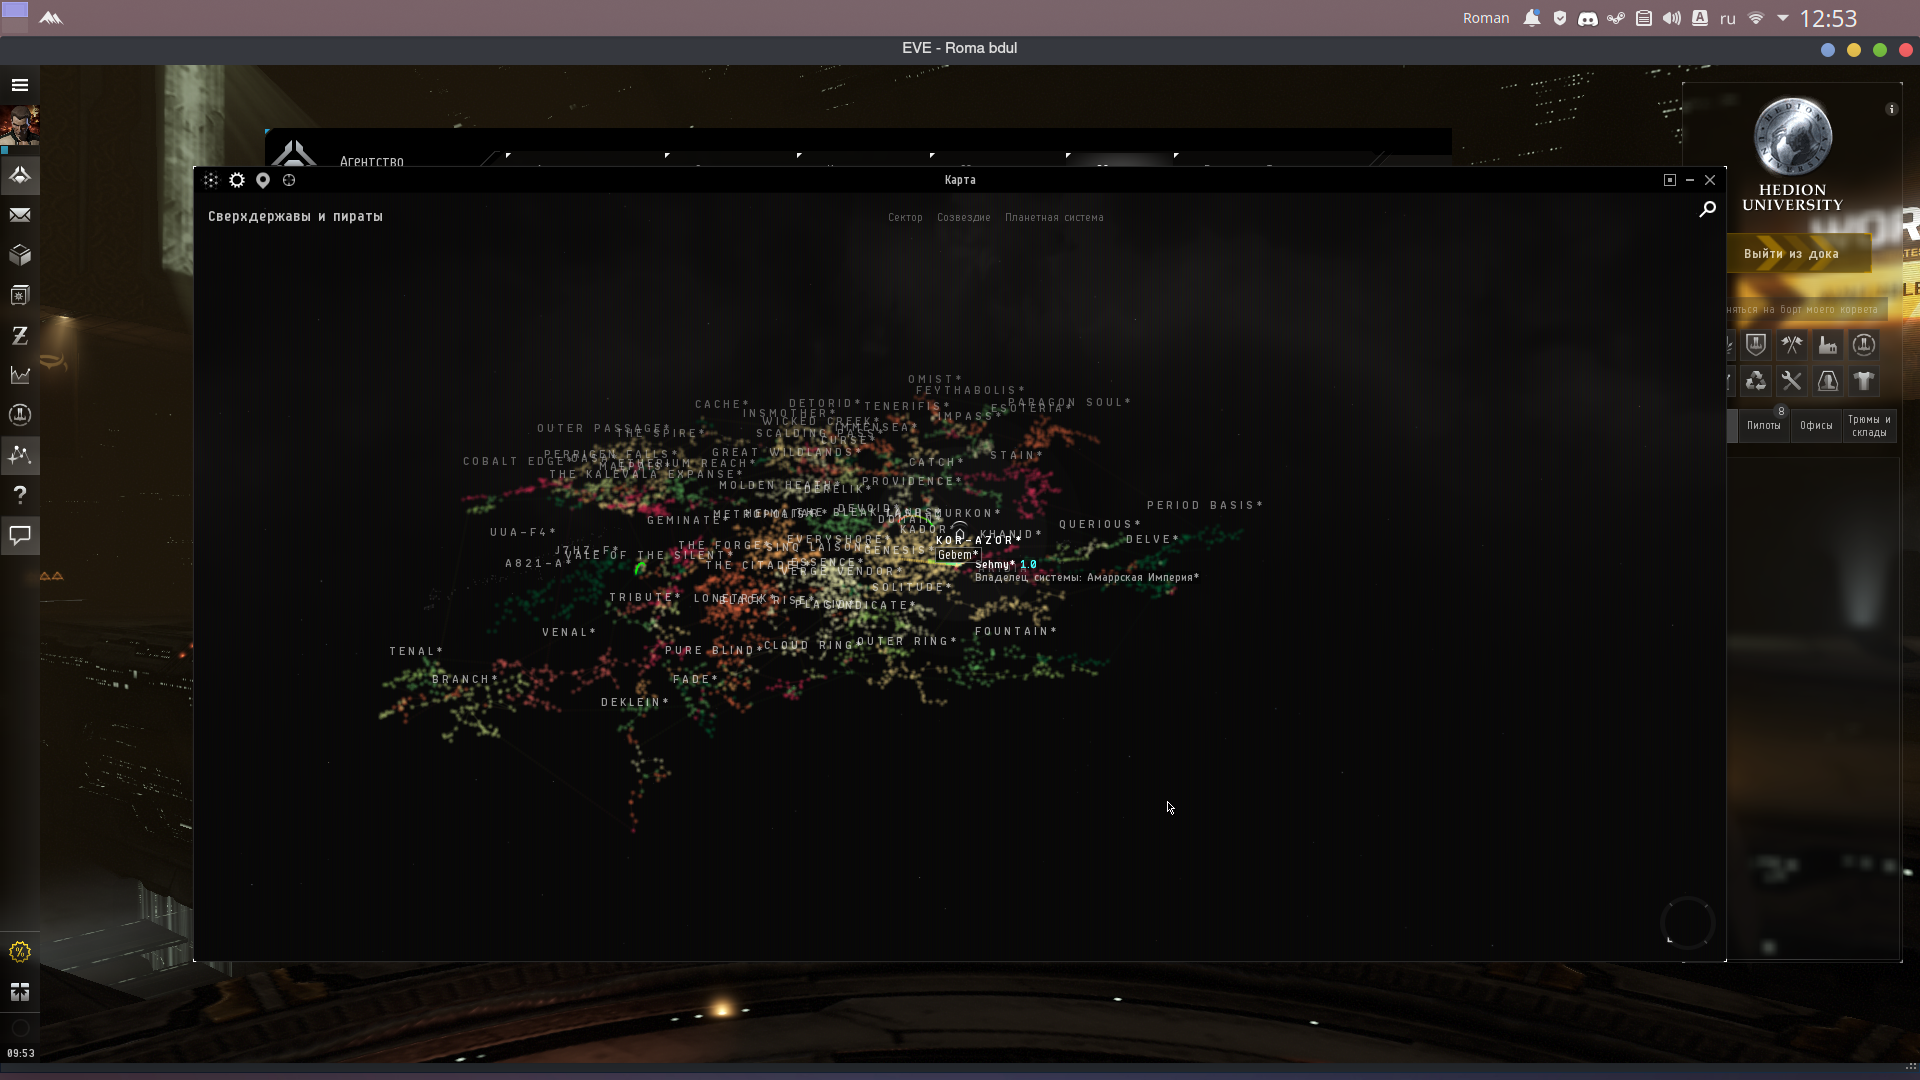 Roman
ru
12:53
EVE - Roma bdul
Агентство
HEDION
UNIVERSITY
Карта
Сверхдержавы и пираты
Сектор Созвездие Планетная система
Выйти из дока
на борт моего корвета
8
Пилоты
Офисы
Трюмы и
склады
OMIST*
FEYTHABOLIS*
CACHE*
DETORID*
TENERIFIS*
ESOTERIA*
PARAGON SOUL*
INSMOTHER*
IMPASS*
WICKED CREEK*
IMMENSEA*
OUTER PASSAGE*
THE SPIRE*
SCALDING PASS*
CURSE*
GREAT WILDLANDS*
PERRIGEN FALLS*
STAIN*
COBALT EDGE*
ETHERIUM REACH*
CATCH*
MALPAIS*
THE KALEVALA EXPANSE*
MOLDEN HEATH*
DERELIK*
PROVIDENCE*
PERIOD BASIS*
DEVOID*
METROPOLIS*
THE BLEAK LANDS*
GEMINATE*
DOMAIN*
QUERIOUS*
KADOR*
UUA-F4*
KHANID*
EVERYSHORE*
KOR-AZOR*
DELVE*
THE FORGE*
SINQ LAISON*
GENESIS*
J7HZ-F*
VALE OF THE SILENT*
Gebem*
A821-A*
THE CITADEL*
ESSENCE*
Sehmy* 1.0
VERGE VENDOR*
Владелец системы: Амаррская Империя*
SOLITUDE*
TRIBUTE*
LONETREK*
BLACK RISE*
PLACID*
SYNDICATE*
VENAL*
FOUNTAIN*
CLOUD RING*
OUTER RING*
TENAL*
PURE BLIND*
BRANCH*
FADE*
DEKLEIN*
09:53